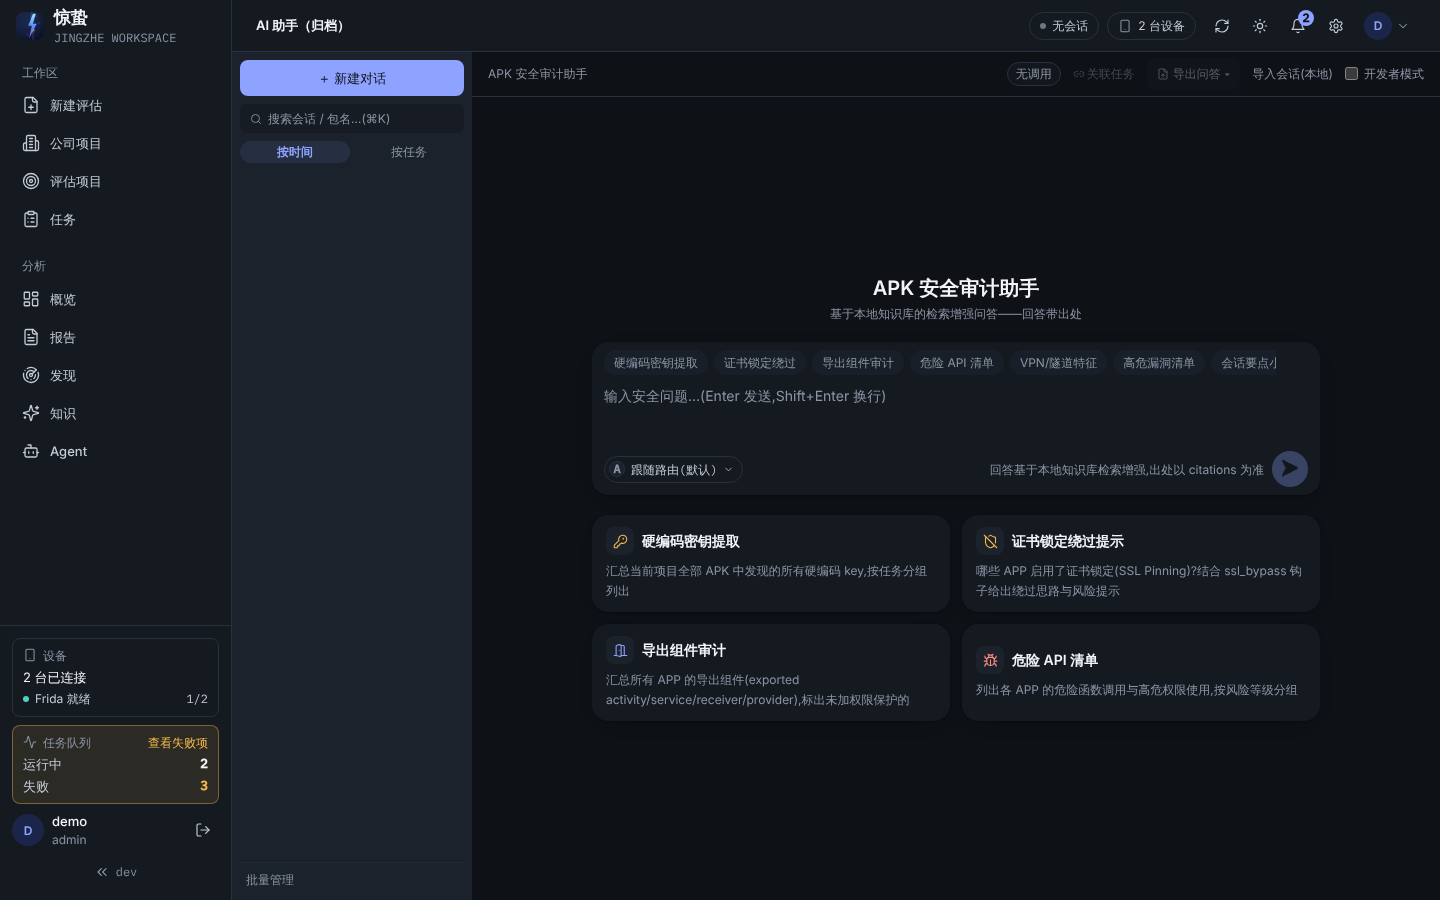 惊蛰
JINGZHE WORKSPACE
工作区
新建评估
公司项目
评估项目
任务
分析
概览
报告
发现
知识
Agent
设备
2 台已连接
Frida 就绪 1/2
任务队列 查看失败项
运行中 2
失败 3
D
demo
admin
dev
AI 助手（归档）
无会话
2 台设备
2
D
+ 新建对话
搜索会话 / 包名...(⌘K)
按时间 按任务
批量管理
APK 安全审计助手
无调用
关联任务
导出问答
导入会话(本地)
开发者模式
APK 安全审计助手
基于本地知识库的检索增强问答——回答带出处
硬编码密钥提取 证书锁定绕过 导出组件审计 危险 API 清单 VPN/隧道特征 高危漏洞清单 会话要点
输入安全问题...(Enter 发送,Shift+Enter 换行)
A 跟随路由(默认)
回答基于本地知识库检索增强,出处以 citations 为准
硬编码密钥提取
汇总当前项目全部 APK 中发现的所有硬编码 key,按任务分组
列出
证书锁定绕过提示
哪些 APP 启用了证书锁定(SSL Pinning)?结合 ssl_bypass 钩
子给出绕过思路与风险提示
导出组件审计
汇总所有 APP 的导出组件(exported
activity/service/receiver/provider),标出未加权限保护的
危险 API 清单
列出各 APP 的危险函数调用与高危权限使用,按风险等级分组